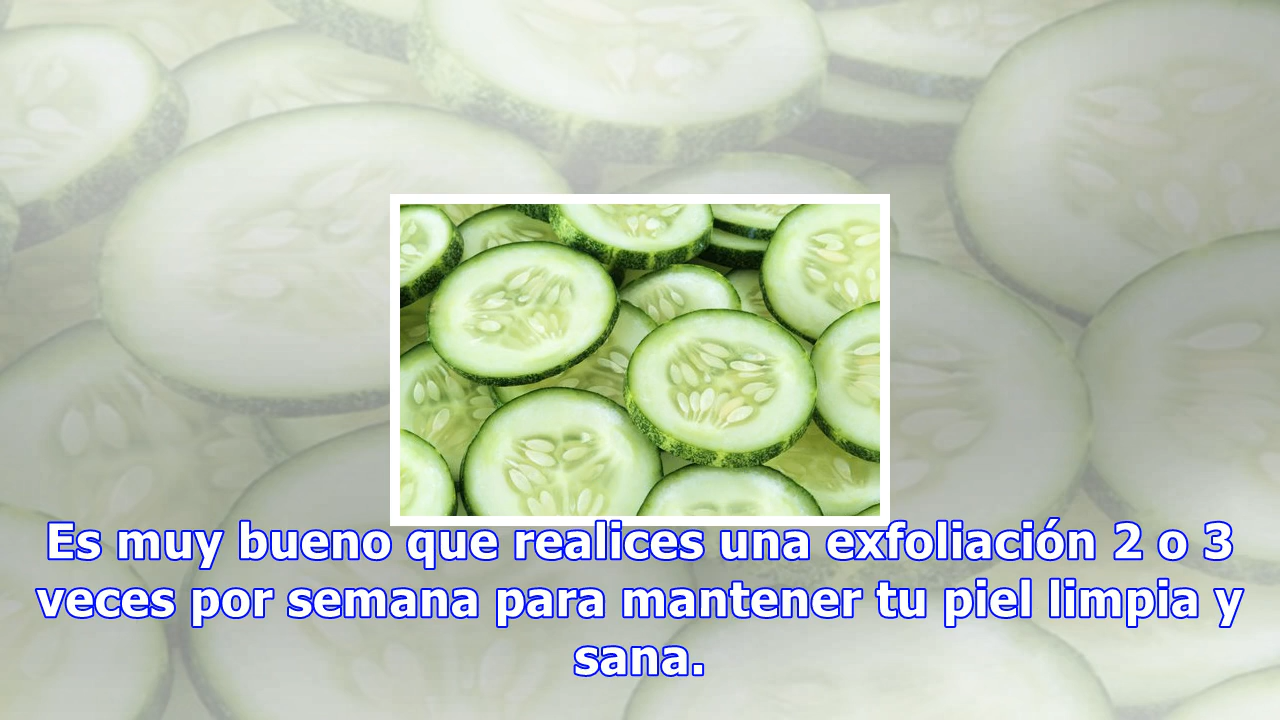 Es muy bueno que realices una exfoliación 2 o 3
veces por semana para mantener tu piel limpia y
sana.